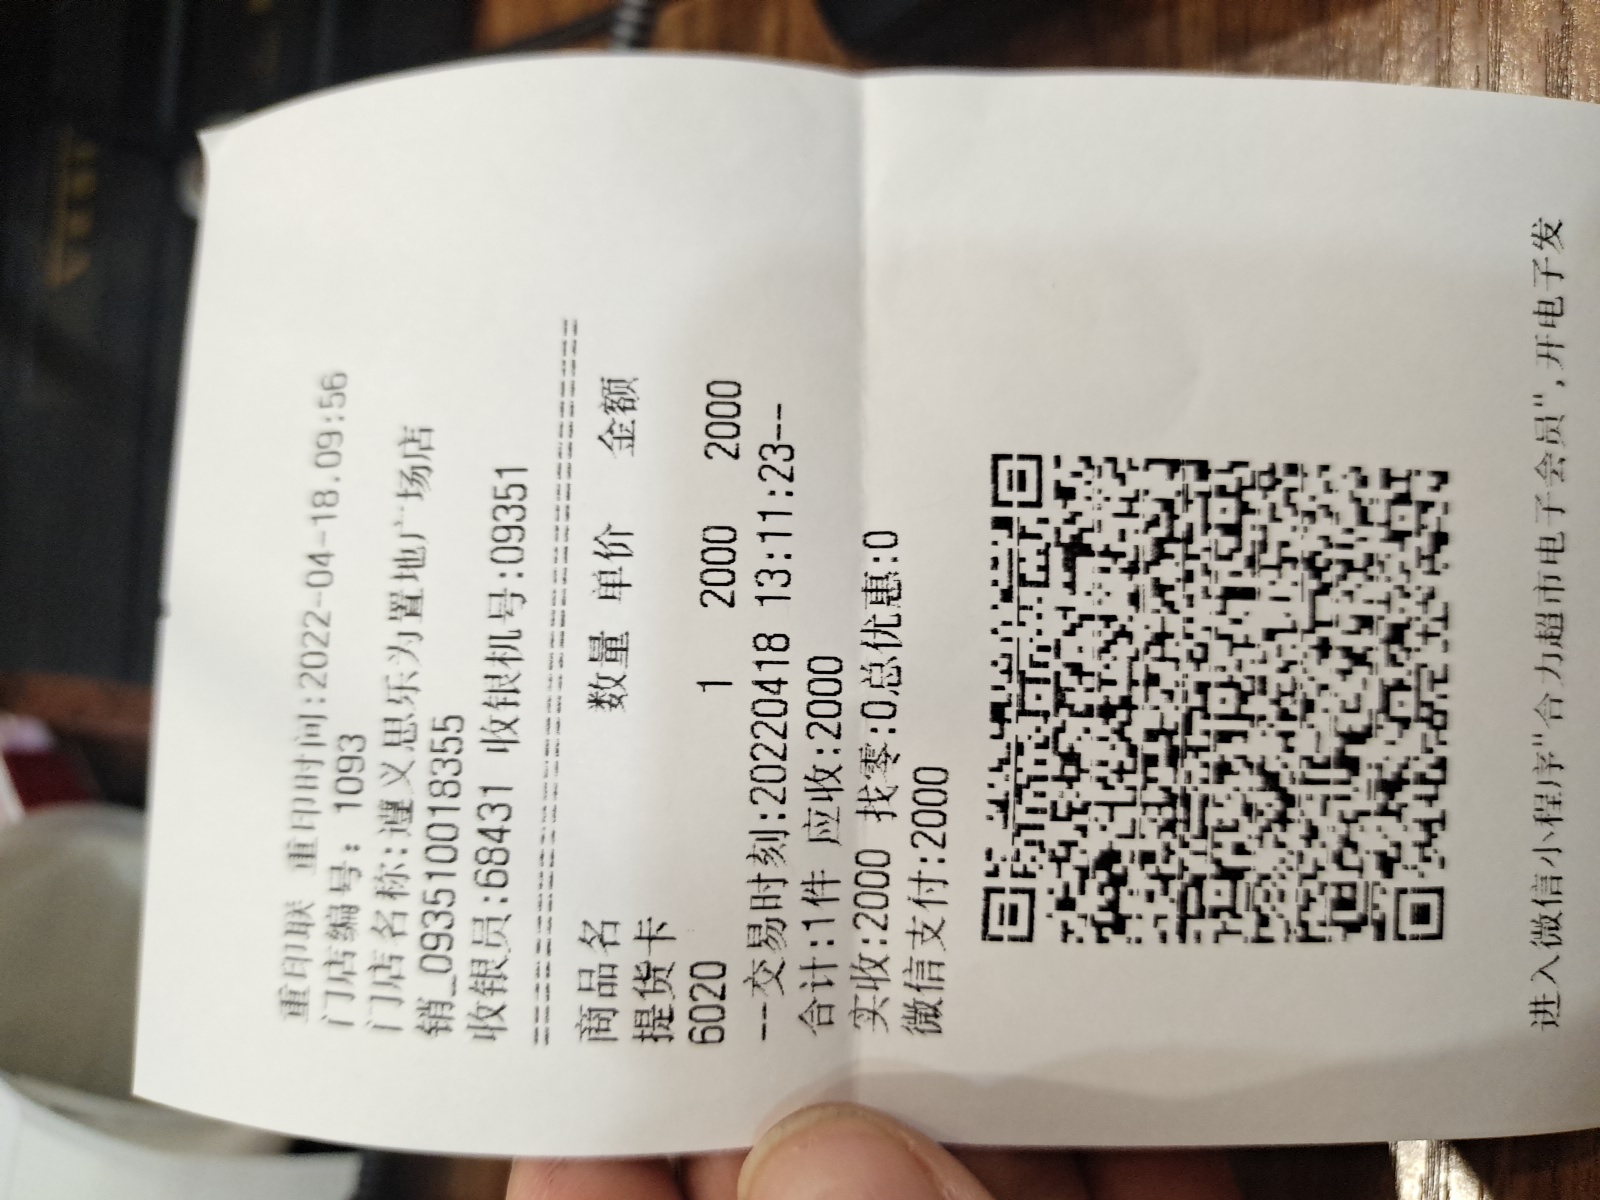 重印联 重印时间:2022-04-18.09:56
门店编号: 1093
门店名称:遵义思乐为置地广场店
销_0935100018355
收银员:68431 收银机号:09351
商品名 数量 单价 金额
提货卡
6020 1 2000 2000
--交易时刻:20220418 13:11:23--
合计:1件 应收:2000
实收:2000 找零:0总优惠:0
微信支付:2000
进入微信小程序"合力超市电子会员",开电子发